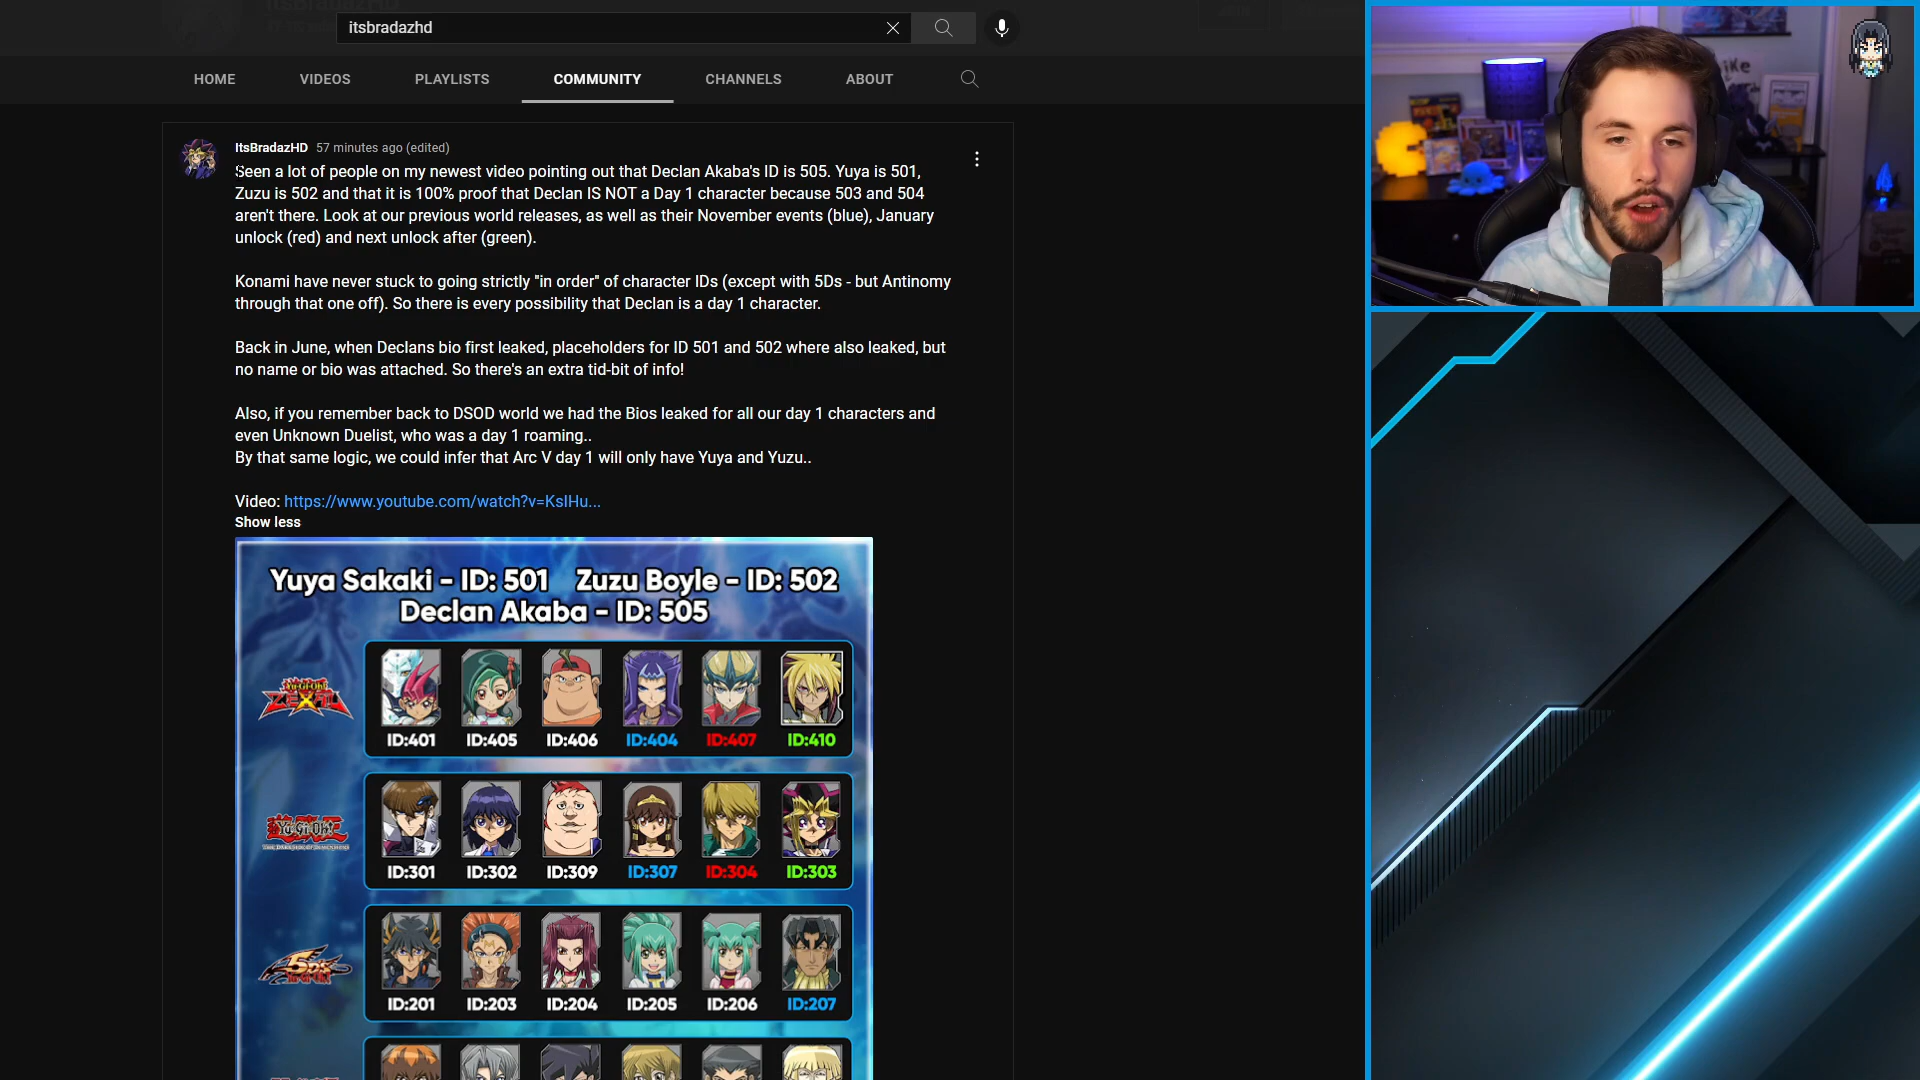 itsbradazhd
HOME VIDEOS PLAYLISTS COMMUNITY CHANNELS ABOUT
ItsBradazHD 57 minutes ago (edited)
Seen a lot of people on my newest video pointing out that Declan Akaba's ID is 505. Yuya is 501,
Zuzu is 502 and that it is 100% proof that Declan IS NOT a Day 1 character because 503 and 504
aren't there. Look at our previous world releases, as well as their November events (blue), January
unlock (red) and next unlock after (green).
Konami have never stuck to going strictly "in order" of character IDs (except with 5Ds - but Antinomy
through that one off). So there is every possibility that Declan is a day 1 character.
Back in June, when Declans bio first leaked, placeholders for ID 501 and 502 where also leaked, but
no name or bio was attached. So there's an extra tid-bit of info!
Also, if you remember back to DSOD world we had the Bios leaked for all our day 1 characters and
even Unknown Duelist, who was a day 1 roaming..
By that same logic, we could infer that Arc V day 1 will only have Yuya and Yuzu..
Video: https://www.youtube.com/watch?v=KsIHu...
Show less
Yuya Sakaki - ID: 501 Zuzu Boyle - ID: 502
Declan Akaba - ID: 505
Yu-Gi-Oh! ZEXAL
ID:401 ID:405 ID:406 ID:404 ID:407 ID:410
Yu-Gi-Oh!
ID:301 ID:302 ID:309 ID:307 ID:304 ID:303
5D's
ID:201 ID:203 ID:204 ID:205 ID:206 ID:207